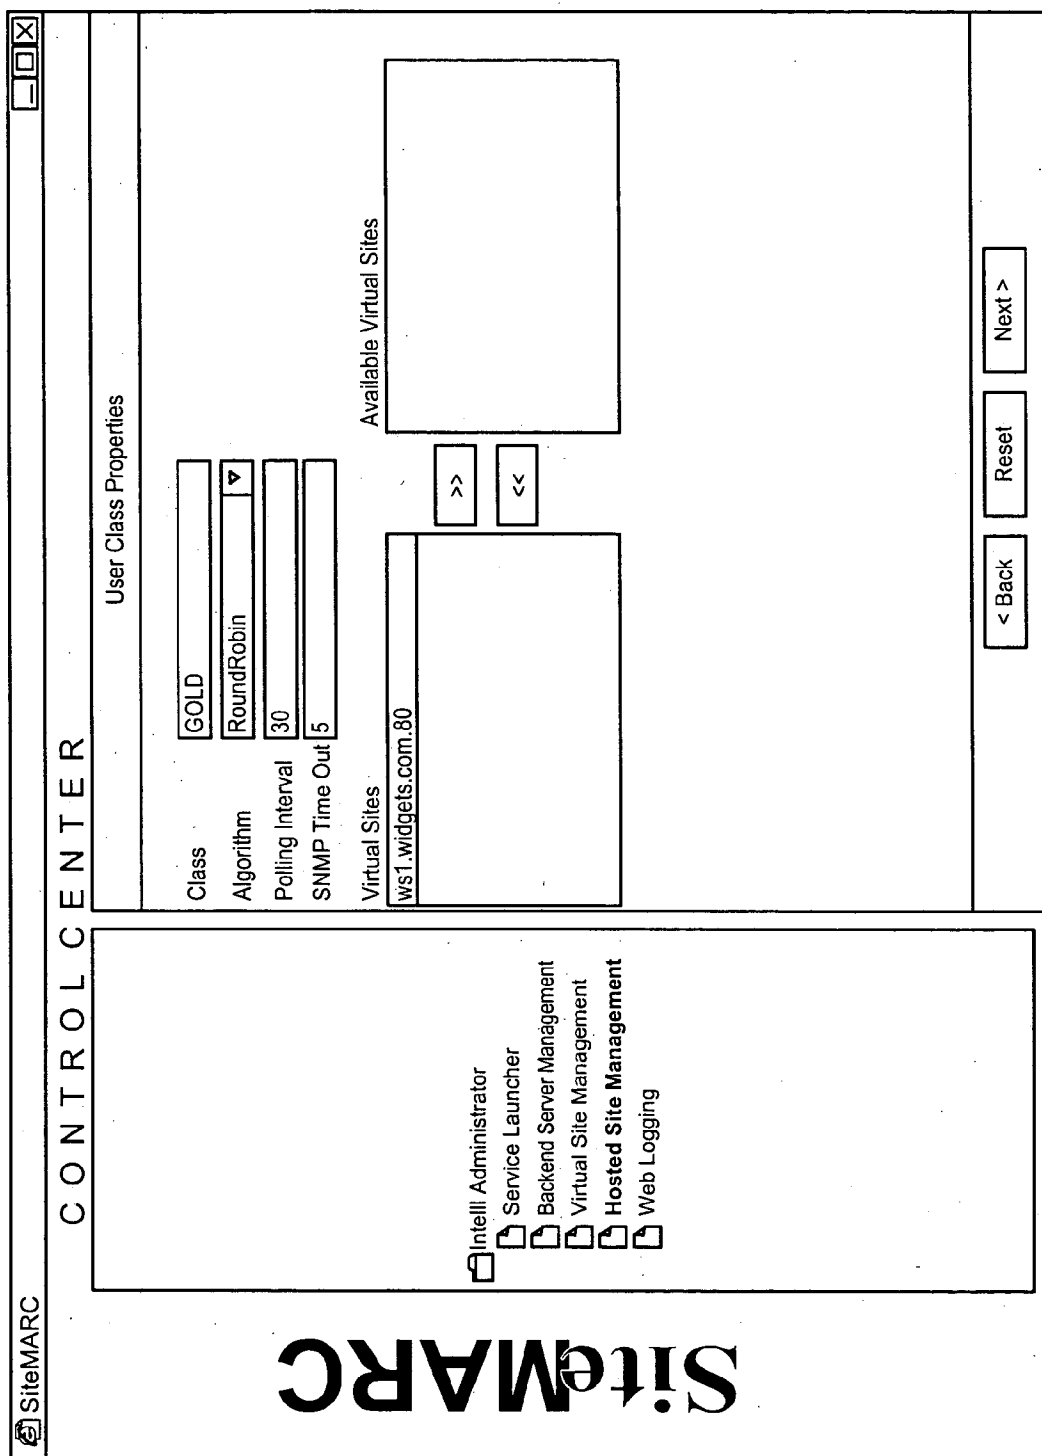 SiteMARC
CONTROL CENTER
SiteMARC
Intelli Administrator
Service Launcher
Backend Server Management
Virtual Site Management
Hosted Site Management
Web Logging
User Class Properties
Class GOLD
Algorithm RoundRobin
Polling Interval 30
SNMP Time Out 5
Virtual Sites
ws1.widgets.com.80
>>
<<
Available Virtual Sites
< Back Reset Next >